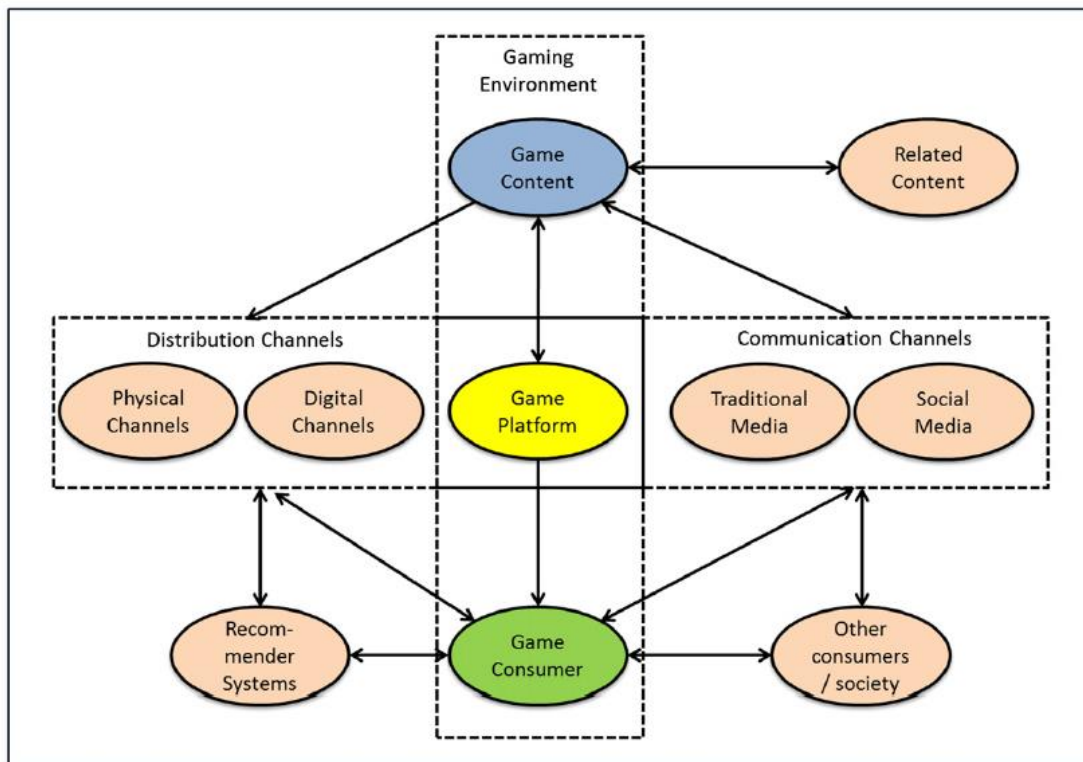 Gaming
Environment
Game
Content
Related
Content
Distribution Channels
Communication Channels
Physical
Channels
Digital
Channels
Game
Platform
Traditional
Media
Social
Media
Recom-
mender
Systems
Game
Consumer
Other
consumers
/ society